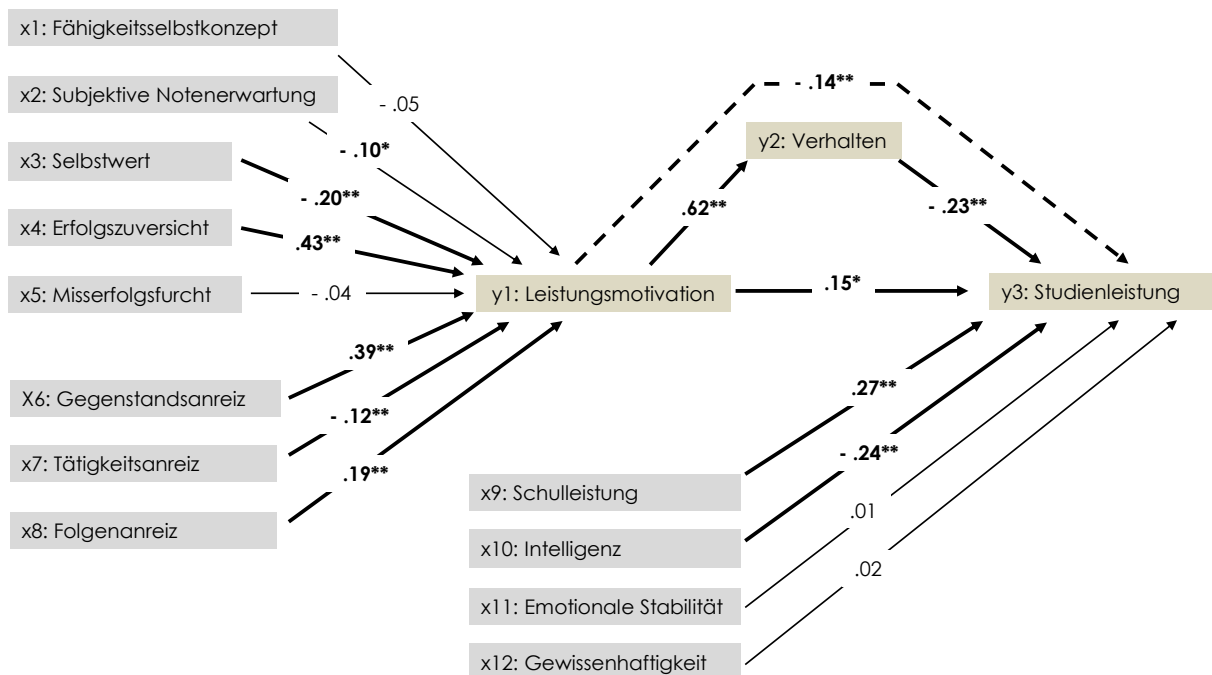 x1: Fähigkeitsselbstkonzept
x2: Subjektive Notenerwartung
x3: Selbstwert
x4: Erfolgszuversicht
x5: Misserfolgsfurcht
X6: Gegenstandsanreiz
x7: Tätigkeitsanreiz
x8: Folgenanreiz
- .05
- .10*
- .20**
.43**
- .04
.39**
- .12**
.19**
y1: Leistungsmotivation
- .14**
y2: Verhalten
.62**
- .23**
.15*
y3: Studienleistung
.27**
- .24**
.01
.02
x9: Schulleistung
x10: Intelligenz
x11: Emotionale Stabilität
x12: Gewissenhaftigkeit